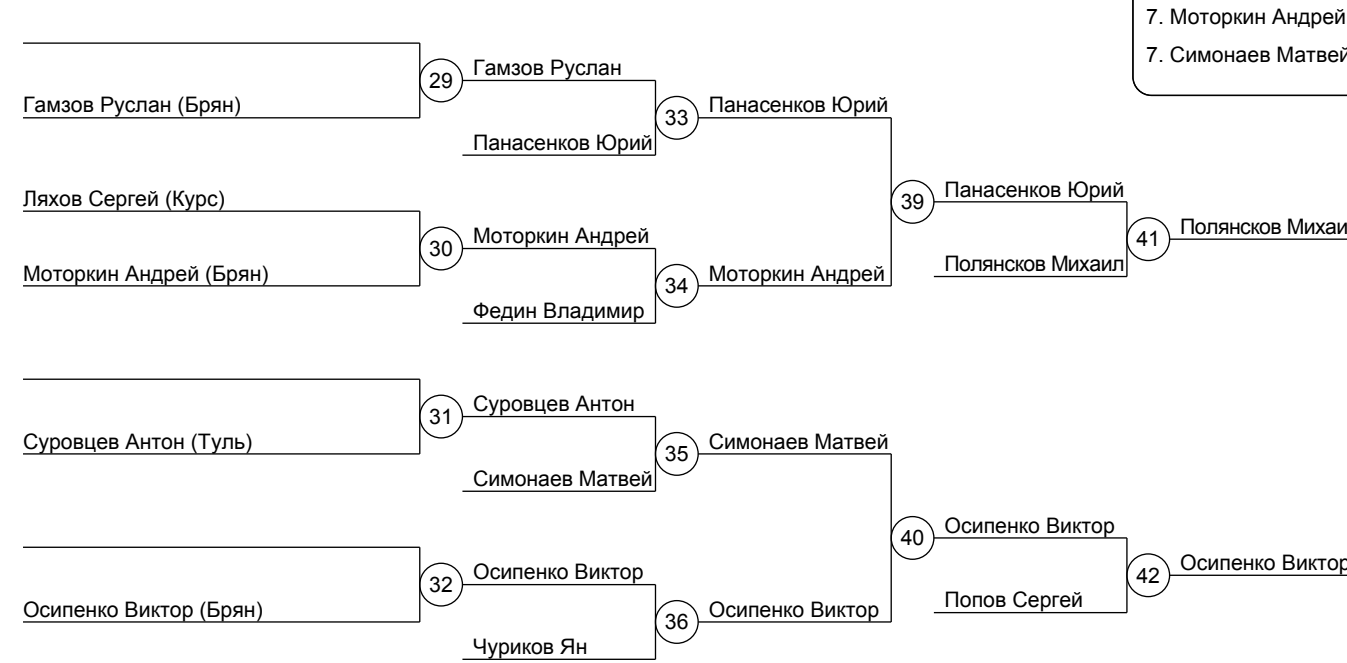 7. Моторкин Андрей
7. Симонаев Матвей
29
Гамзов Руслан
Гамзов Руслан (Брян)
33
Панасенков Юрий
Панасенков Юрий
Ляхов Сергей (Курс)
39
Панасенков Юрий
30
Моторкин Андрей
41
Полянсков Михаи
Моторкин Андрей (Брян)
34
Моторкин Андрей
Полянсков Михаил
Федин Владимир
31
Суровцев Антон
Суровцев Антон (Туль)
35
Симонаев Матвей
Симонаев Матвей
40
Осипенко Виктор
32
Осипенко Виктор
42
Осипенко Виктор
Осипенко Виктор (Брян)
36
Осипенко Виктор
Попов Сергей
Чуриков Ян